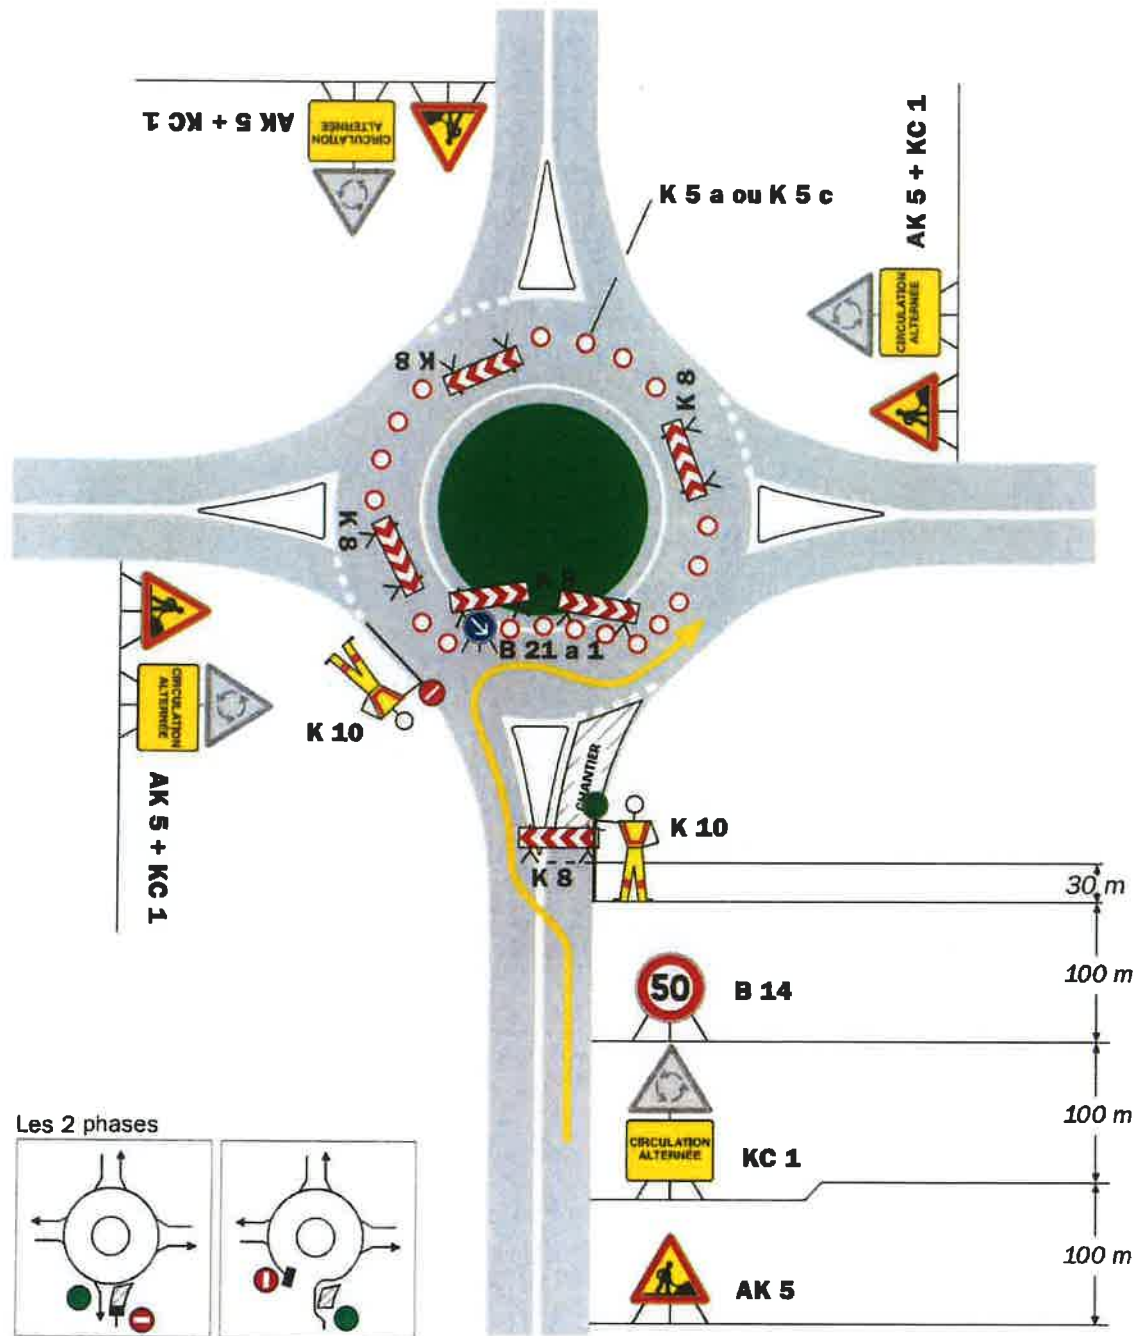 AK 5 + KC 1
CIRCULATION
ALTERNÉE
AK 5 + KC 1
CIRCULATION
ALTERNÉE
K 5 a ou K 5 c
K 8
K 8
K 8
B 21 a 1
K 10
CIRCULATION
ALTERNÉE
AK 5 + KC 1
CHANTIER
K 10
K 8
30 m
100 m
50
B 14
100 m
CIRCULATION
ALTERNÉE
KC 1
100 m
AK 5
Les 2 phases